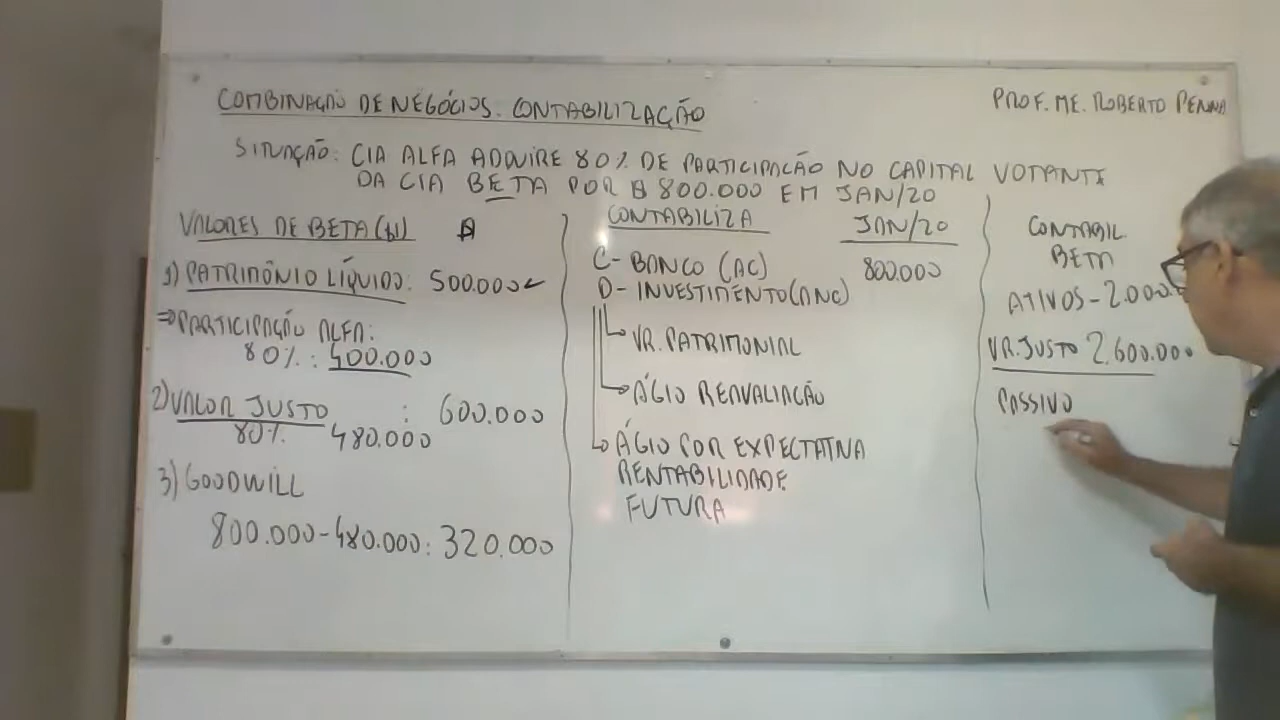 COMBINAÇÃO DE NEGÓCIOS: CONTABILIZAÇÃO
PROF. ME. ROBERTO PENNA
SITUAÇÃO: CIA ALFA ADQUIRE 80% DE PARTICIPAÇÃO NO CAPITAL VOTANTE
DA CIA BETA POR $ 800.000 EM JAN/20
VALORES DE BETA (bl) $
1) PATRIMÔNIO LÍQUIDO: 500.000
⇒ PARTICIPAÇÃO ALFA:
80%: 400.000
2) VALOR JUSTO : 600.000
80% 480.000
3) GOODWILL
800.000 - 480.000: 320.000
CONTABILIZA JAN/20
C - BANCO (AC) 800.000
D - INVESTIMENTO (ANC)
VR. PATRIMONIAL
ÁGIO REAVALIAÇÃO
ÁGIO POR EXPECTATIVA
RENTABILIDADE
FUTURA
CONTABIL
BETA
ATIVOS - 2.000.
VR. JUSTO 2.600.000
PASSIVO